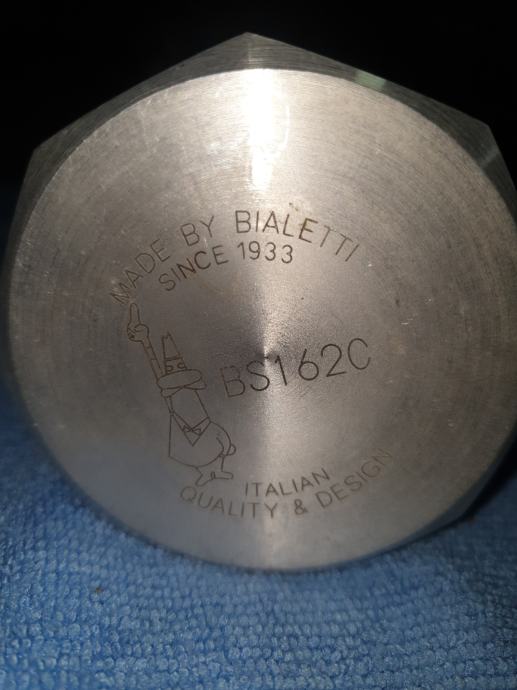 MADE BY BIALETTI
SINCE 1933
BS162C
ITALIAN
QUALITY & DESIGN